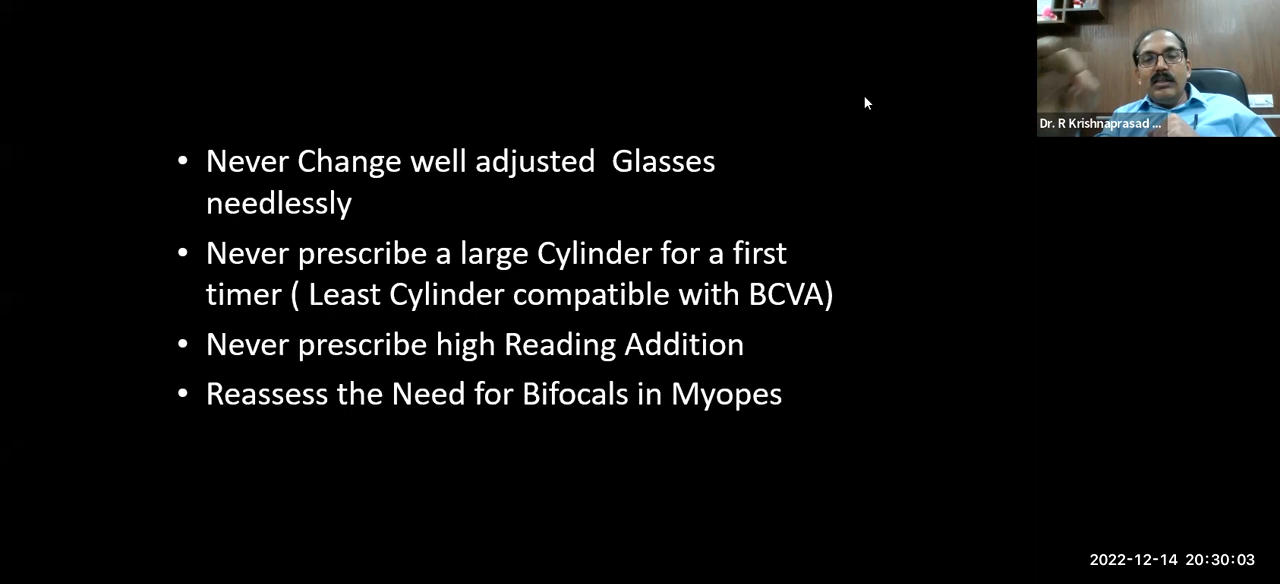 • Never Change well adjusted  Glasses
needlessly
• Never prescribe a large Cylinder for a first
timer ( Least Cylinder compatible with BCVA)
• Never prescribe high Reading Addition
• Reassess the Need for Bifocals in Myopes
Dr. R Krishnaprasad ...
2022-12-14 20:30:03